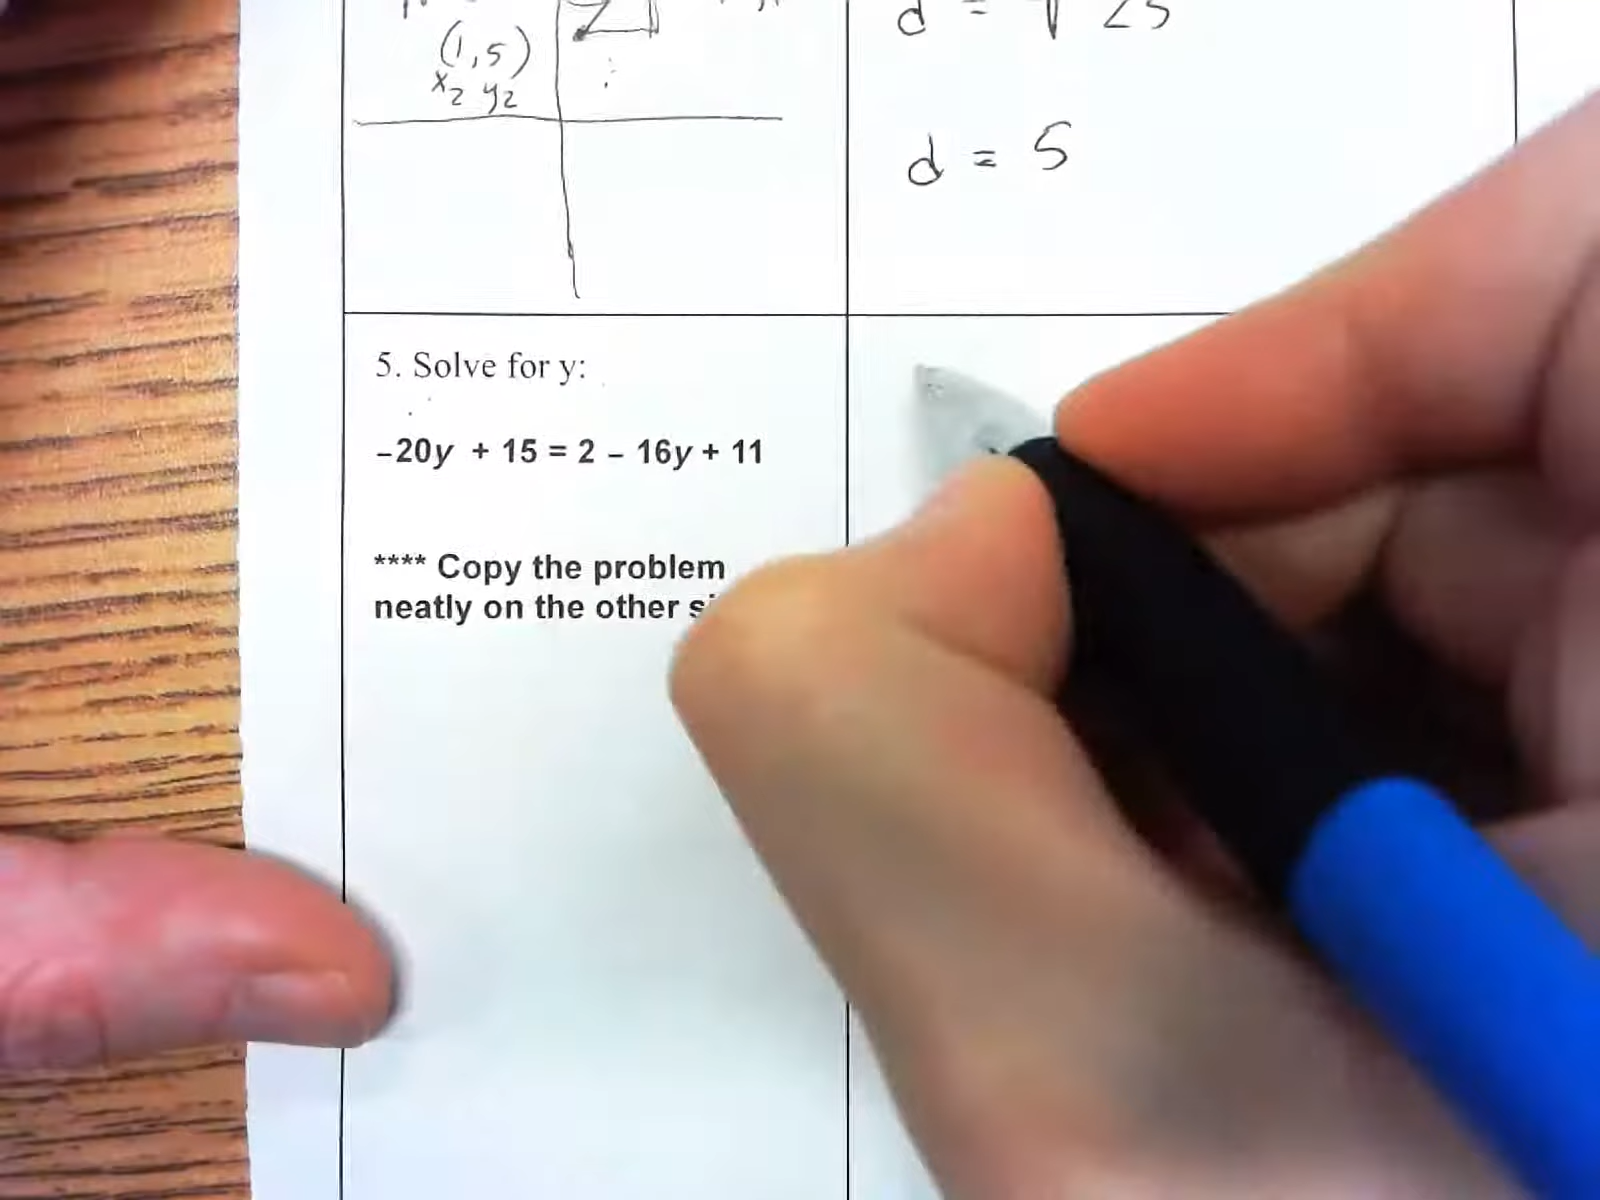 d = √25
(1,5)
x2 y2
d = 5
5. Solve for y:
–20y + 15 = 2 – 16y + 11
**** Copy the problem
neatly on the other